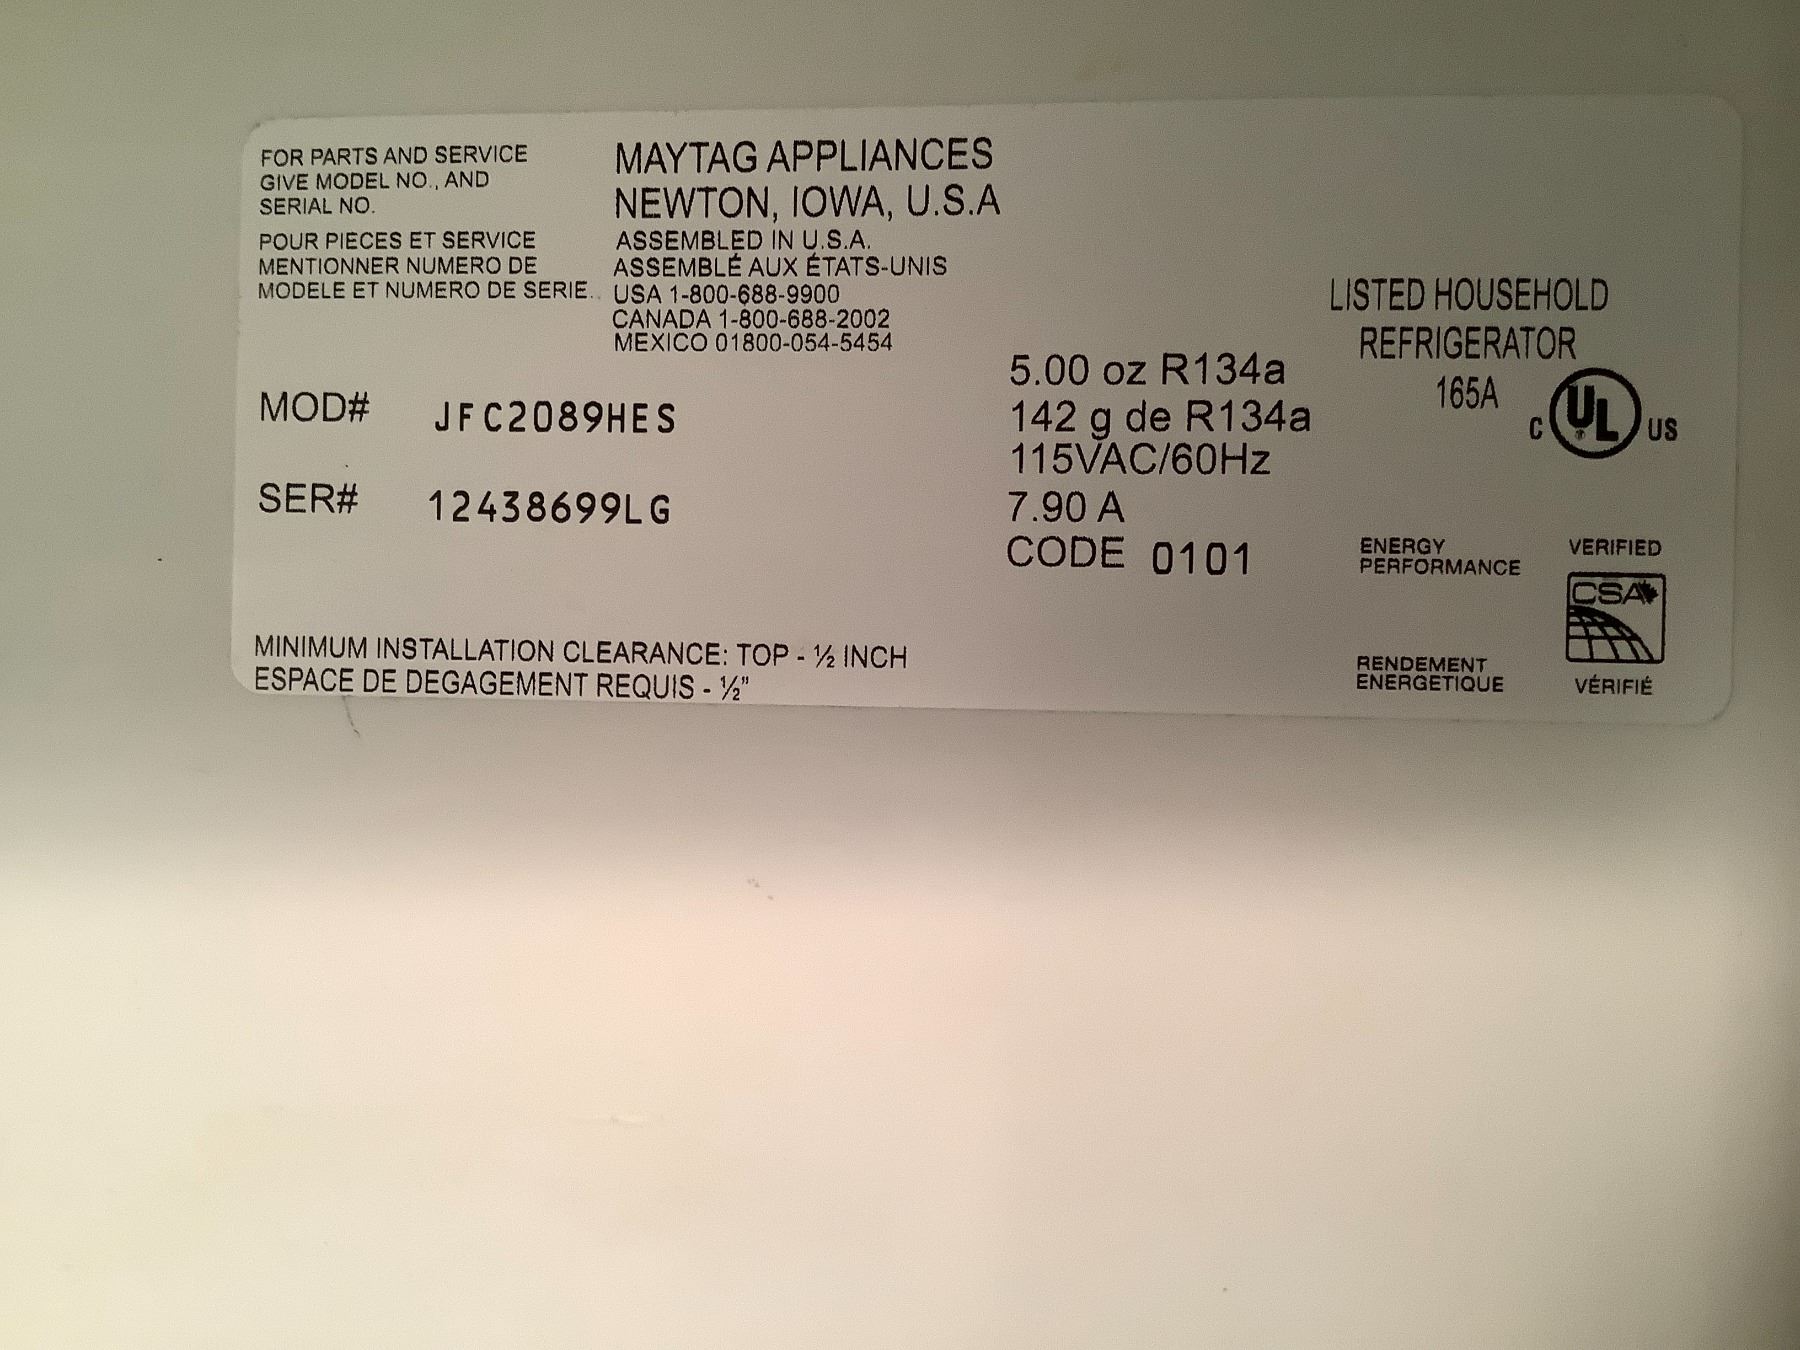 FOR PARTS AND SERVICE
GIVE MODEL NO., AND
SERIAL NO.
POUR PIECES ET SERVICE
MENTIONNER NUMERO DE
MODELE ET NUMERO DE SERIE..
MAYTAG APPLIANCES
NEWTON, IOWA, U.S.A
ASSEMBLED IN U.S.A.
ASSEMBLÉ AUX ÉTATS-UNIS
USA 1-800-688-9900
CANADA 1-800-688-2002
MEXICO 01800-054-5454
MOD# JFC2089HES
SER# 12438699LG
5.00 oz R134a
142 g de R134a
115VAC/60Hz
7.90 A
CODE 0101
LISTED HOUSEHOLD
REFRIGERATOR
165A
C UL ® US
ENERGY
PERFORMANCE
VERIFIED
CSA
RENDEMENT
ENERGETIQUE
VÉRIFIÉ
MINIMUM INSTALLATION CLEARANCE: TOP - ½ INCH
ESPACE DE DEGAGEMENT REQUIS - ½"